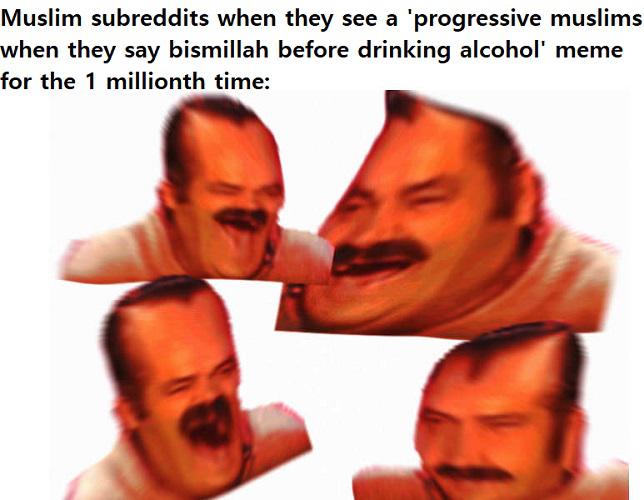 Muslim subreddits when they see a 'progressive muslims
when they say bismillah before drinking alcohol' meme
for the 1 millionth time: